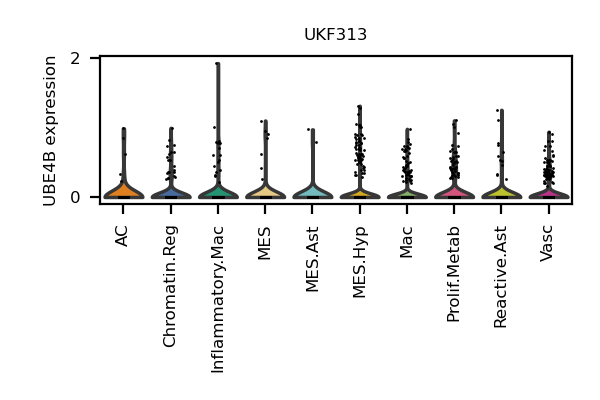 UKF313
UBE4B expression
2
0
AC
Chromatin.Reg
Inflammatory.Mac
MES
MES.Ast
MES.Hyp
Mac
Prolif.Metab
Reactive.Ast
Vasc